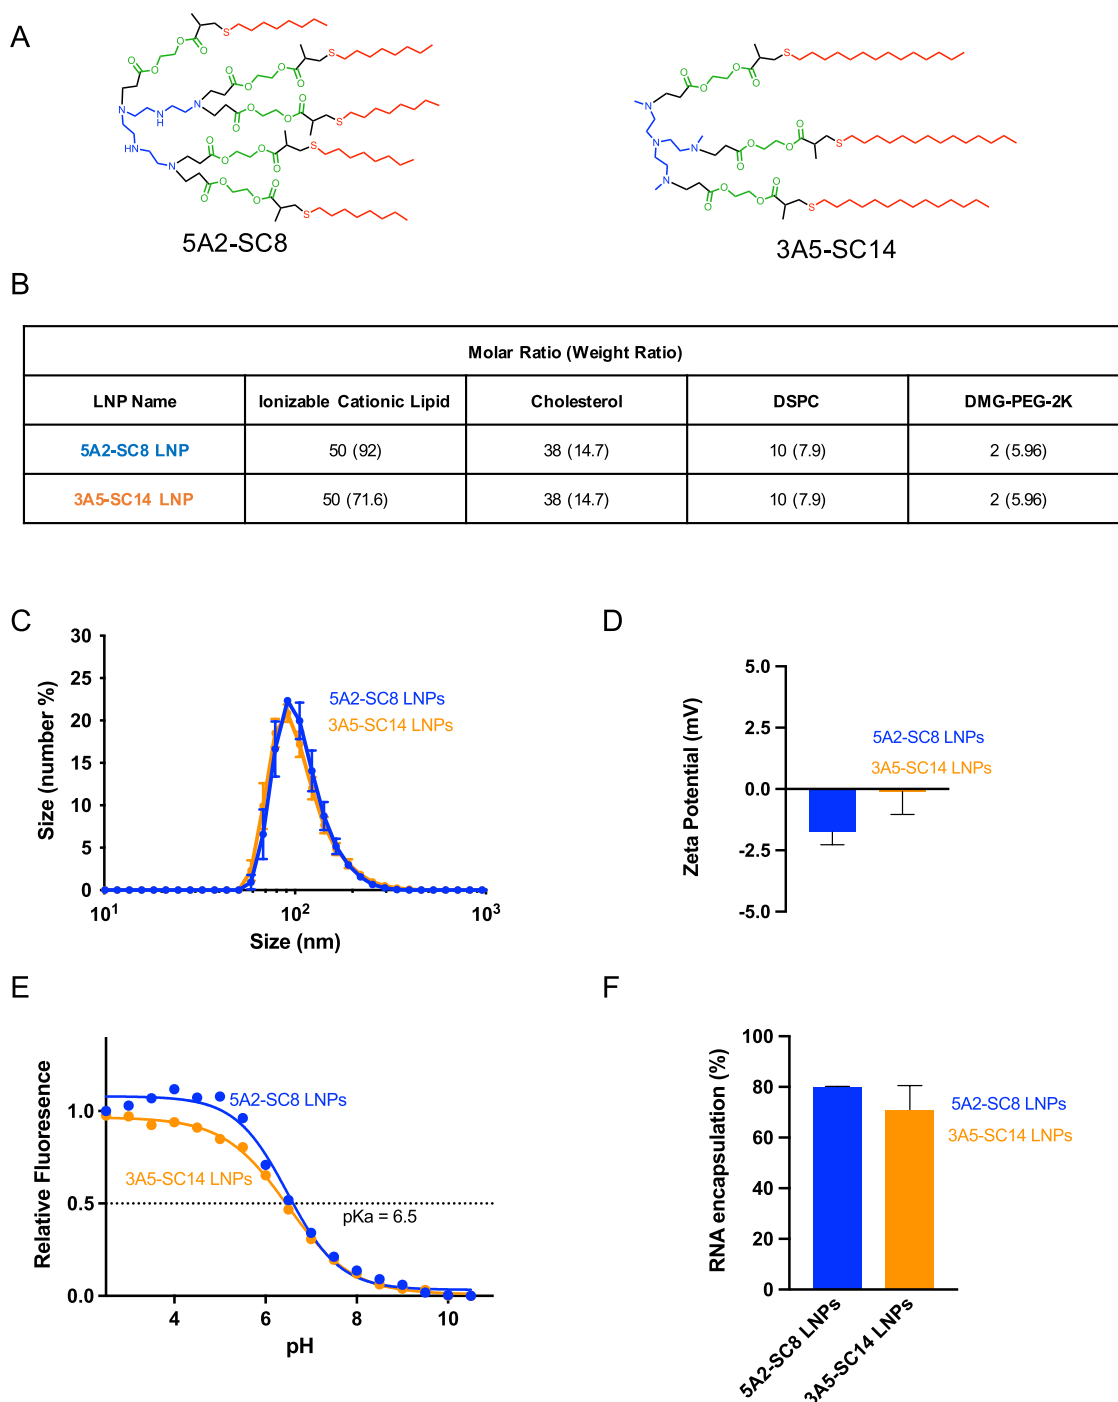 A
5A2-SC8
3A5-SC14
B
Molar Ratio (Weight Ratio)
LNP Name Ionizable Cationic Lipid Cholesterol DSPC DMG-PEG-2K
5A2-SC8 LNP 50 (92) 38 (14.7) 10 (7.9) 2 (5.96)
3A5-SC14 LNP 50 (71.6) 38 (14.7) 10 (7.9) 2 (5.96)
C
Size (number %)
30
25
20
15
10
5
0
10¹ 10² 10³
Size (nm)
5A2-SC8 LNPs
3A5-SC14 LNPs
D
Zeta Potential (mV)
5.0
2.5
0.0
-2.5
-5.0
5A2-SC8 LNPs
3A5-SC14 LNPs
E
Relative Fluoresence
1.0
0.5
0.0
4 6 8 10
pH
5A2-SC8 LNPs
3A5-SC14 LNPs
pKa = 6.5
F
RNA encapsulation (%)
100
80
60
40
20
0
5A2-SC8 LNPs
3A5-SC14 LNPs
5A2-SC8 LNPs
3A5-SC14 LNPs